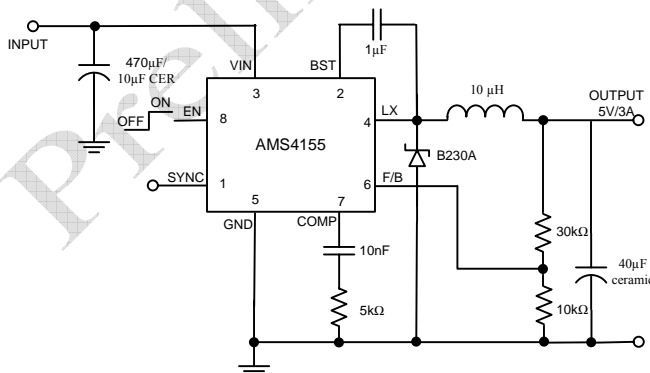 Preli
INPUT
470µF/
10µF CER
ON
OFF
EN
VIN
BST
1µF
3
2
8
4
LX
10 µH
OUTPUT
5V/3A
AMS4155
B230A
SYNC
1
6
F/B
5
7
GND
COMP
10nF
5kΩ
30kΩ
10kΩ
40µF
ceramic